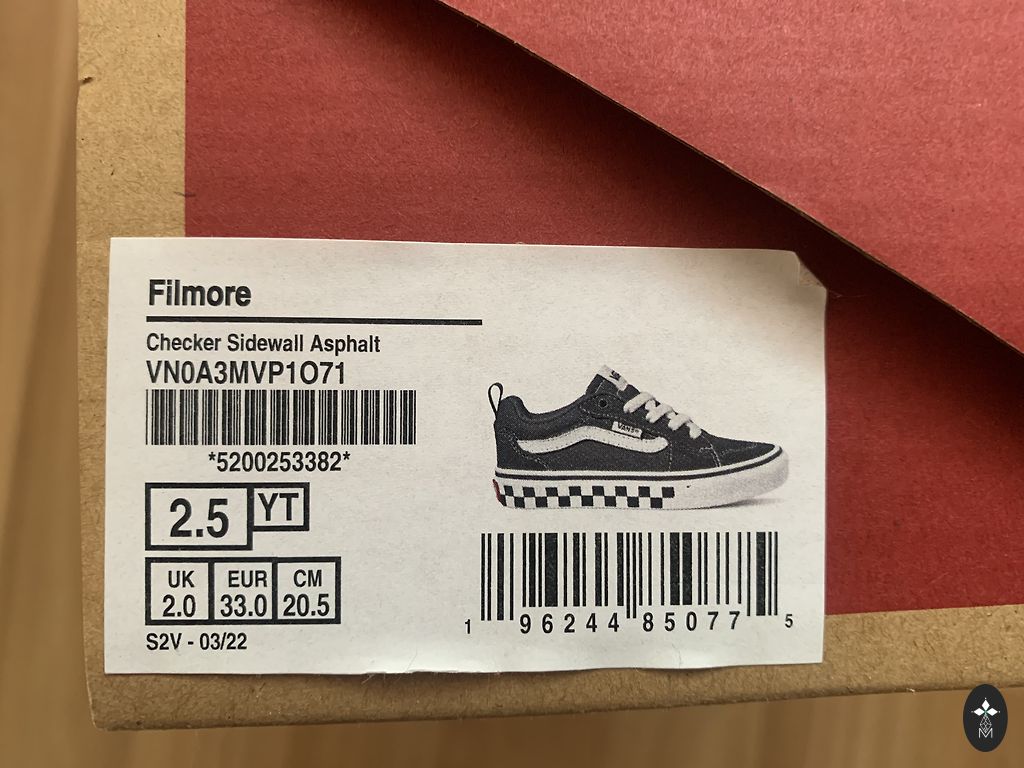 Filmore
Checker Sidewall Asphalt
VN0A3MVP1O71
*5200253382*
2.5 YT
UK EUR CM
2.0 33.0 20.5
S2V - 03/22
VANS
1 96244 85077 5
M